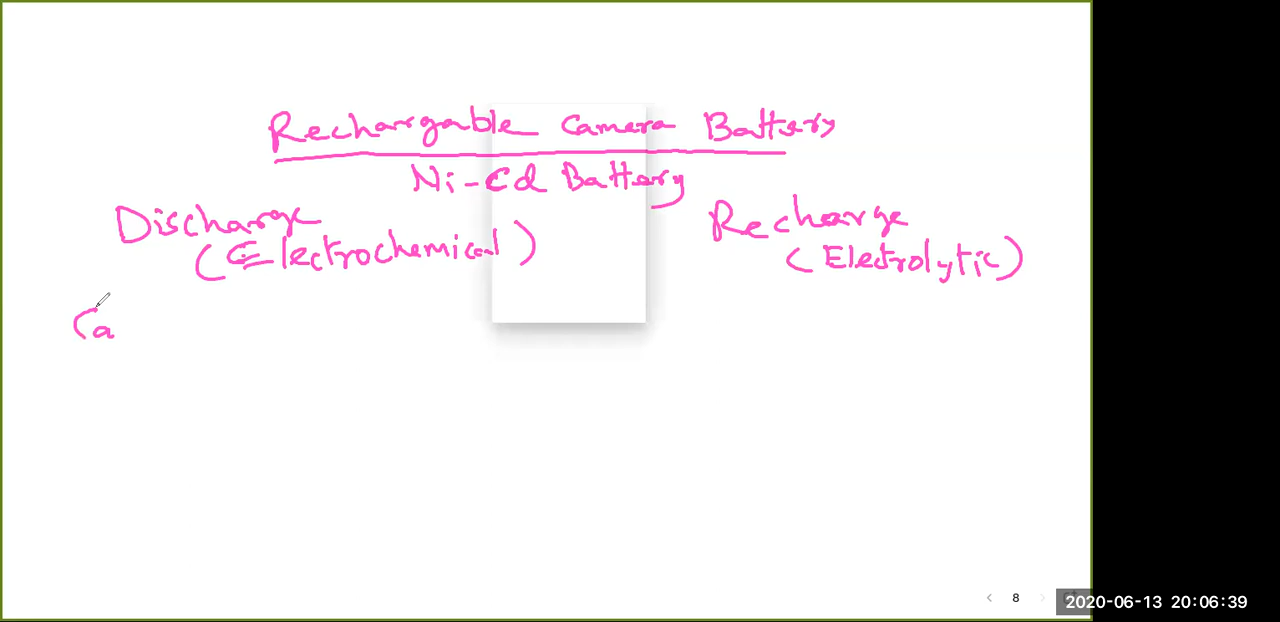 Rechargable Camera Battery
Ni-Cd Battery
Discharge
(Electrochemical)
Recharge
(Electrolytic)
(a
8
2020-06-13 20:06:39